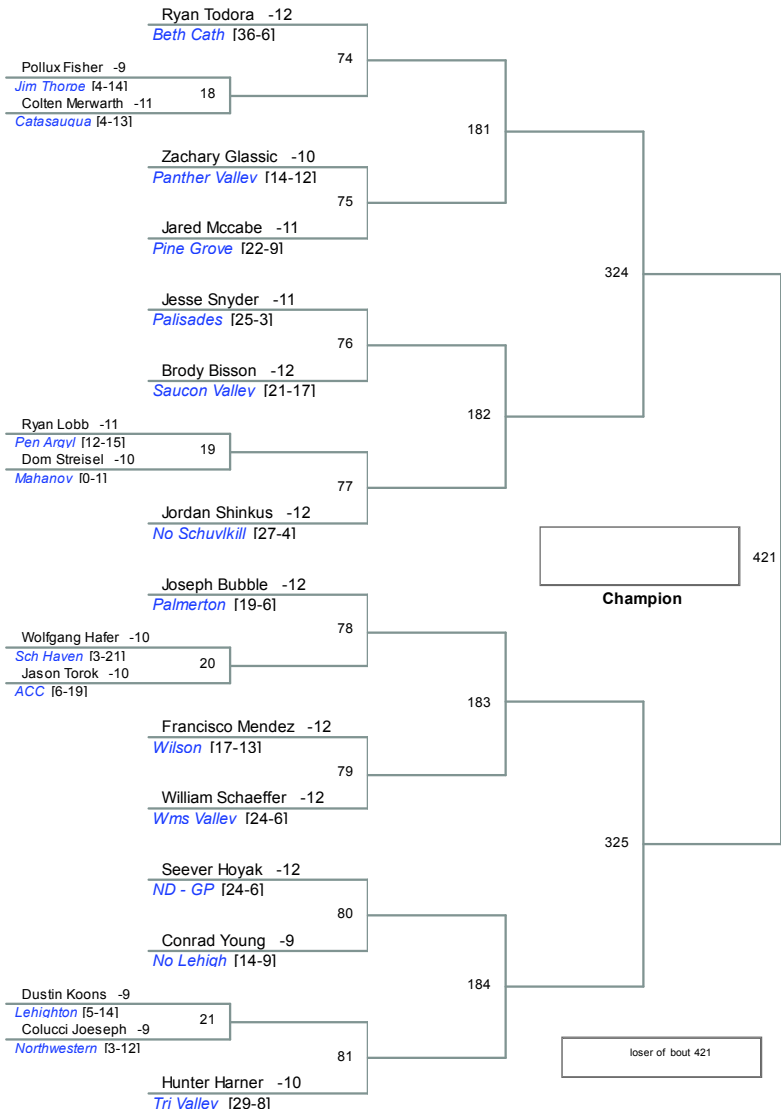 Ryan Todora -12
Beth Cath [36-6]
74
Pollux Fisher -9
Jim Thorpe [4-14]
18
Colten Merwarth -11
Catasauqua [4-13]
181
Zachary Glassic -10
Panther Valley [14-12]
75
Jared Mccabe -11
Pine Grove [22-9]
324
Jesse Snyder -11
Palisades [25-3]
76
Brody Bisson -12
Saucon Valley [21-17]
182
Ryan Lobb -11
Pen Argyl [12-15]
19
Dom Streisel -10
Mahanoy [0-1]
77
Jordan Shinkus -12
No Schuylkill [27-4]
421
Champion
Joseph Bubble -12
Palmerton [19-6]
78
Wolfgang Hafer -10
Sch Haven [3-21]
20
Jason Torok -10
ACC [6-19]
183
Francisco Mendez -12
Wilson [17-13]
79
William Schaeffer -12
Wms Valley [24-6]
325
Seever Hoyak -12
ND - GP [24-6]
80
Conrad Young -9
No Lehigh [14-9]
184
Dustin Koons -9
Lehighton [5-14]
21
Colucci Joeseph -9
Northwestern [3-12]
81
loser of bout 421
Hunter Harner -10
Tri Valley [29-8]